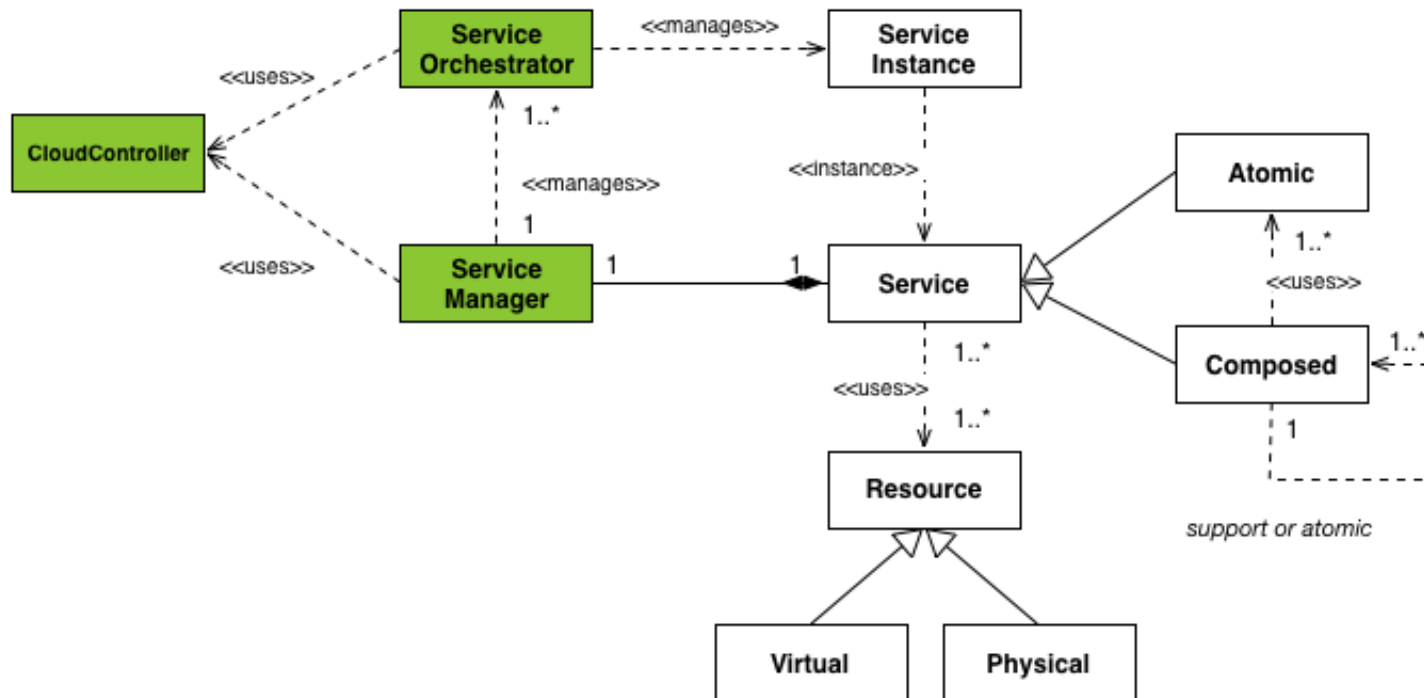 <<manages>>
Service
Orchestrator
Service
Instance
<<uses>>
1..*
CloudController
Atomic
<<instance>>
<<manages>>
1
1..*
<<uses>>
Service
Manager
1
1
Service
<<uses>>
1..*
1..*
Composed
<<uses>>
1..*
1
Resource
support or atomic
Virtual
Physical